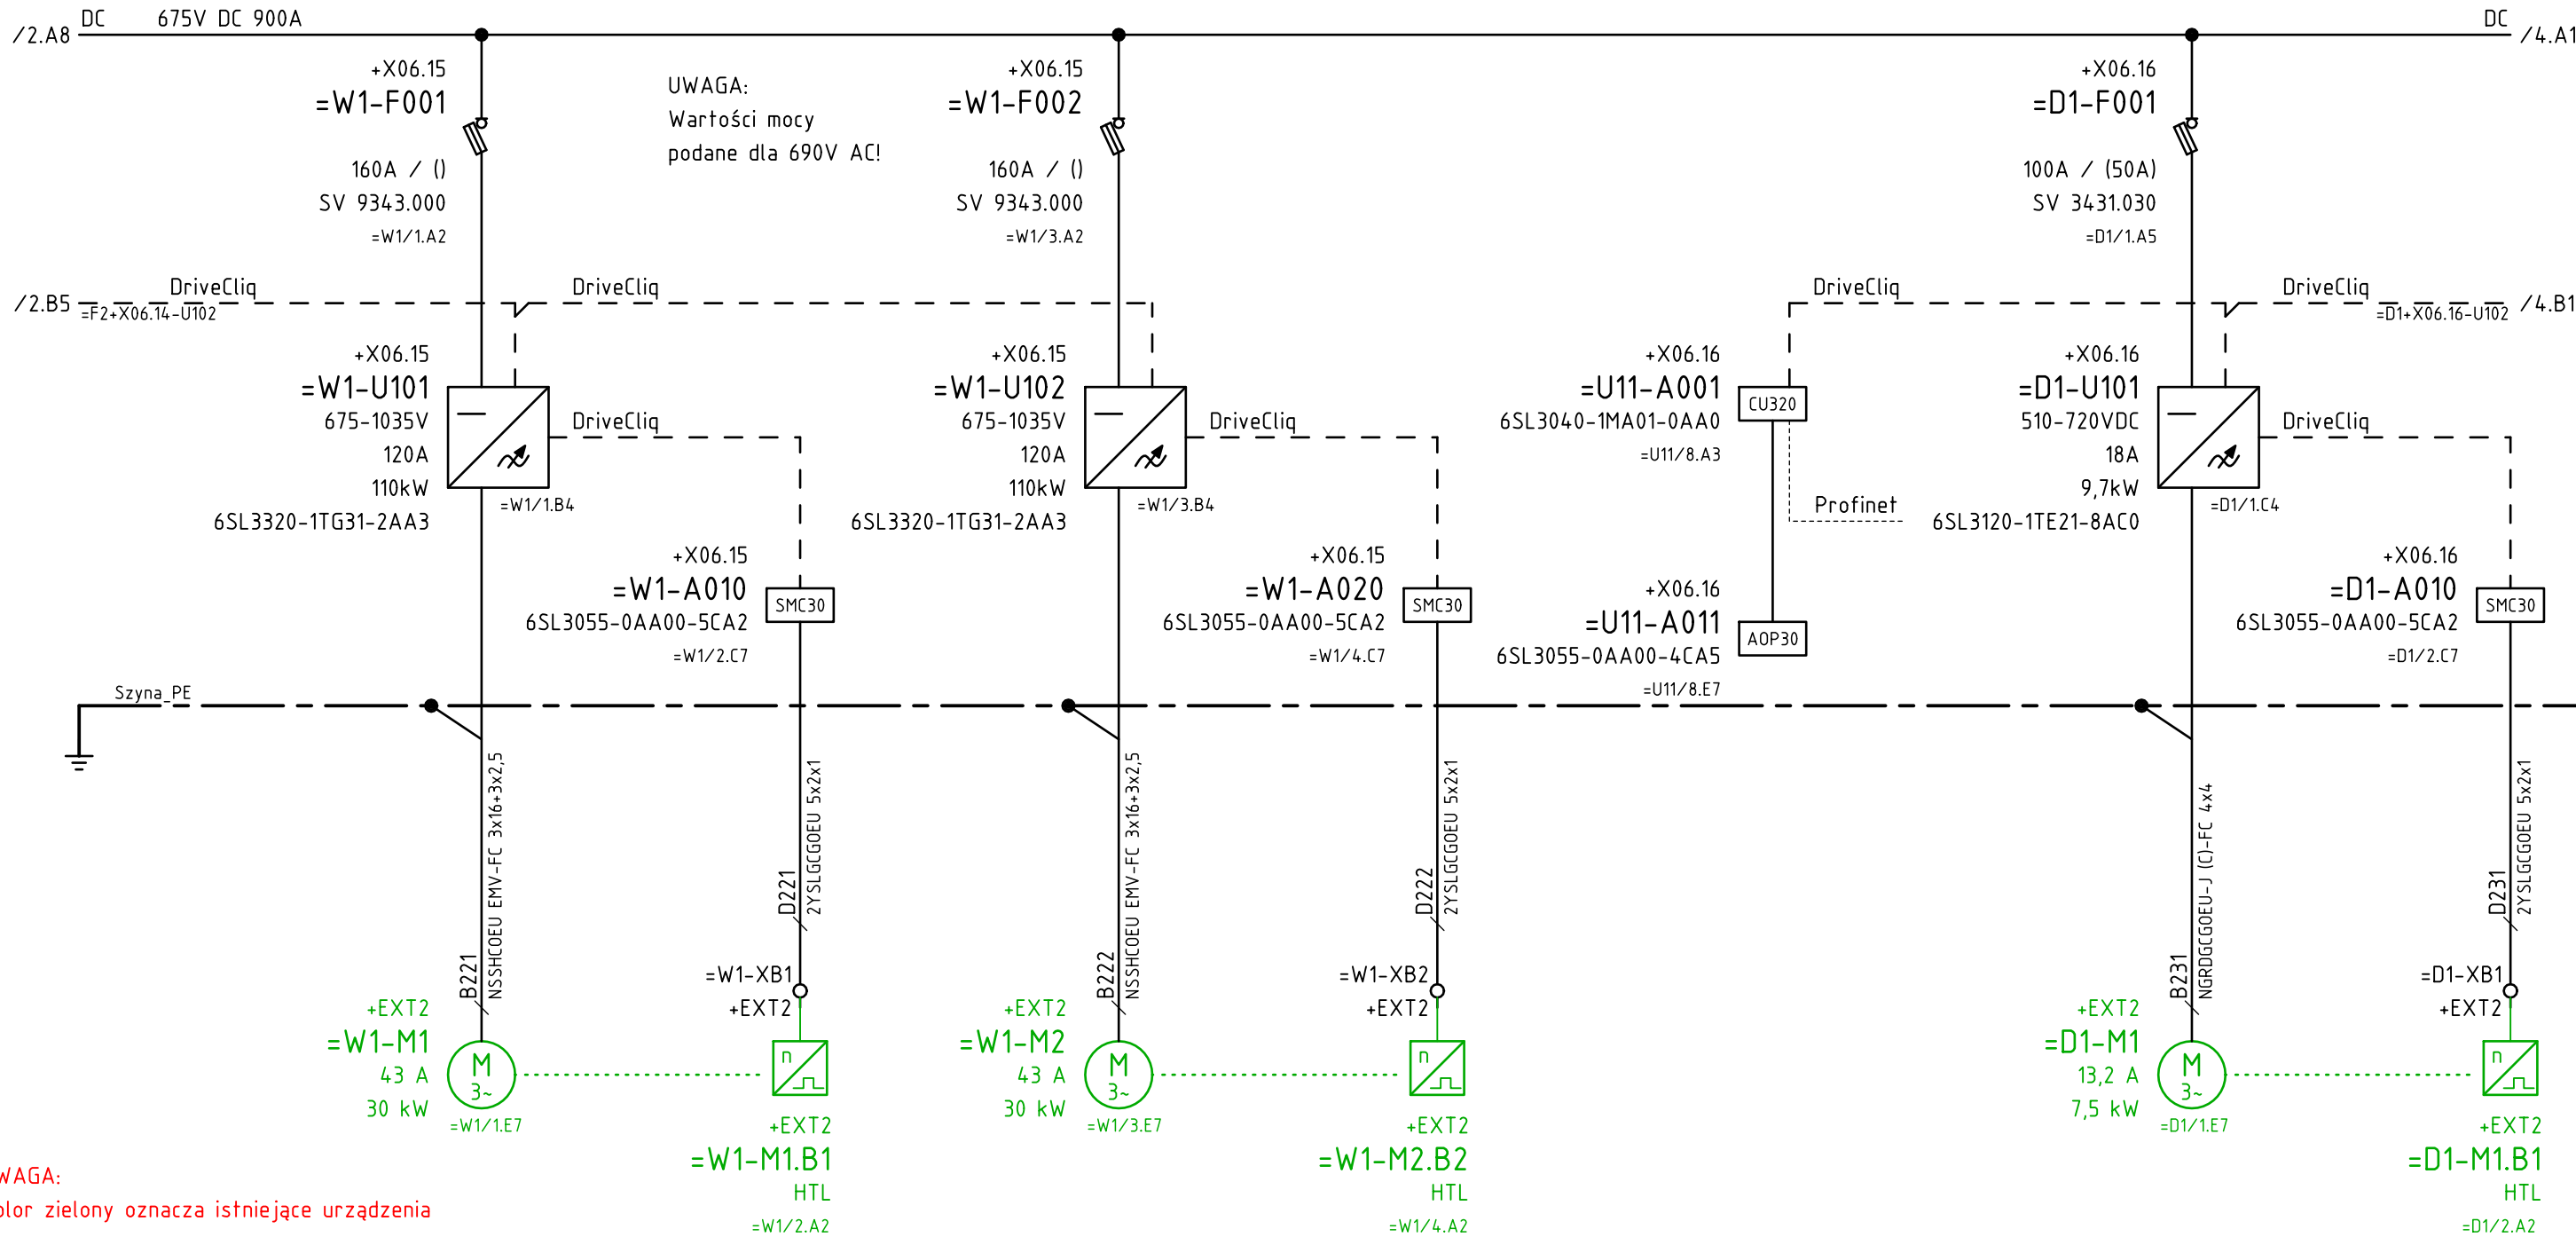 DC 675V DC 900A DC
/2.A8 /4.A1
+X06.15
=W1-F001
160A / ()
SV 9343.000
=W1/1.A2
UWAGA:
Wartości mocy
podane dla 690V AC!
+X06.15
=W1-F002
160A / ()
SV 9343.000
=W1/3.A2
+X06.16
=D1-F001
100A / (50A)
SV 3431.030
=D1/1.A5
/2.B5
DriveCliq
=F2+X06.14-U102
DriveCliq
DriveCliq
DriveCliq
=D1+X06.16-U102
/4.B1
+X06.15
=W1-U101
675-1035V
120A
110kW
6SL3320-1TG31-2AA3
=W1/1.B4
DriveCliq
+X06.15
=W1-U102
675-1035V
120A
110kW
6SL3320-1TG31-2AA3
=W1/3.B4
DriveCliq
+X06.16
=U11-A001
6SL3040-1MA01-0AA0
=U11/8.A3
CU320
Profinet
+X06.16
=D1-U101
510-720VDC
18A
9,7kW
6SL3120-1TE21-8AC0
=D1/1.C4
DriveCliq
+X06.15
=W1-A010
6SL3055-0AA00-5CA2
=W1/2.C7
SMC30
+X06.15
=W1-A020
6SL3055-0AA00-5CA2
=W1/4.C7
SMC30
+X06.16
=U11-A011
6SL3055-0AA00-4CA5
=U11/8.E7
AOP30
+X06.16
=D1-A010
6SL3055-0AA00-5CA2
=D1/2.C7
SMC30
Szyna_PE
B221
NSSHCOEU EMV-FC 3x16+3x2,5
D221
2YSLGCGOEU 5x2x1
B222
NSSHCOEU EMV-FC 3x16+3x2,5
D222
2YSLGCGOEU 5x2x1
B231
NGRDGCGOEU-J (C)-FC 4x4
D231
2YSLGCGOEU 5x2x1
=W1-XB1
+EXT2
=W1-XB2
+EXT2
=D1-XB1
+EXT2
+EXT2
=W1-M1
43 A
30 kW
M
3~
=W1/1.E7
n
+EXT2
=W1-M1.B1
HTL
=W1/2.A2
+EXT2
=W1-M2
43 A
30 kW
M
3~
=W1/3.E7
n
+EXT2
=W1-M2.B2
HTL
=W1/4.A2
+EXT2
=D1-M1
13,2 A
7,5 kW
M
3~
=D1/1.E7
n
+EXT2
=D1-M1.B1
HTL
=D1/2.A2
WAGA:
olor zielony oznacza istniejące urządzenia